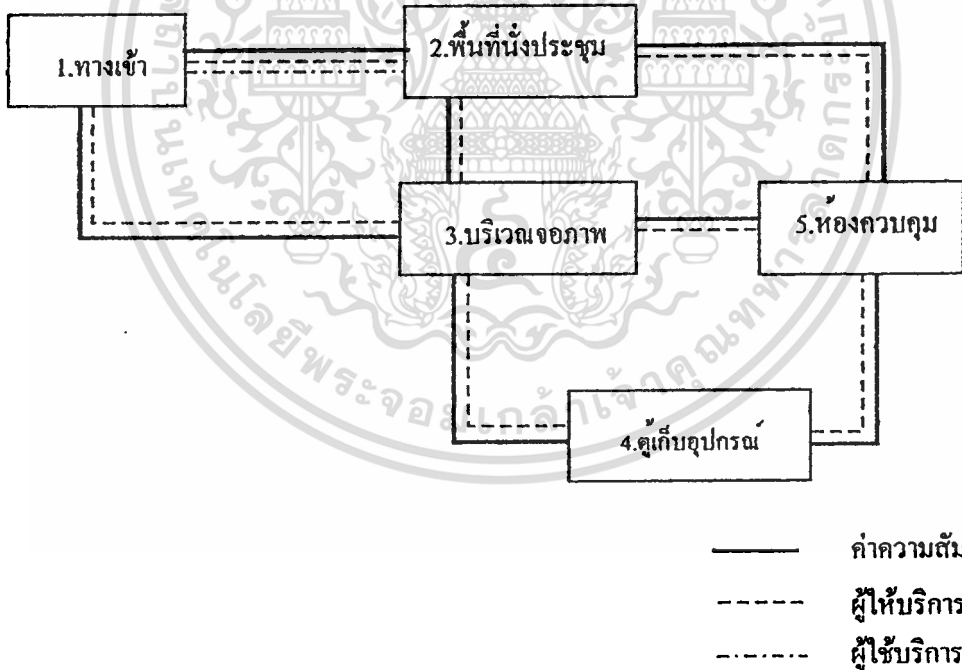 1.ทางเข้า
2.พื้นที่นั่งประชุม
3.บริเวณจอภาพ
5.ห้องควบคุม
4.ตู้เก็บอุปกรณ์
ค่าความสัม
ผู้ให้บริการ
ผู้ใช้บริการ